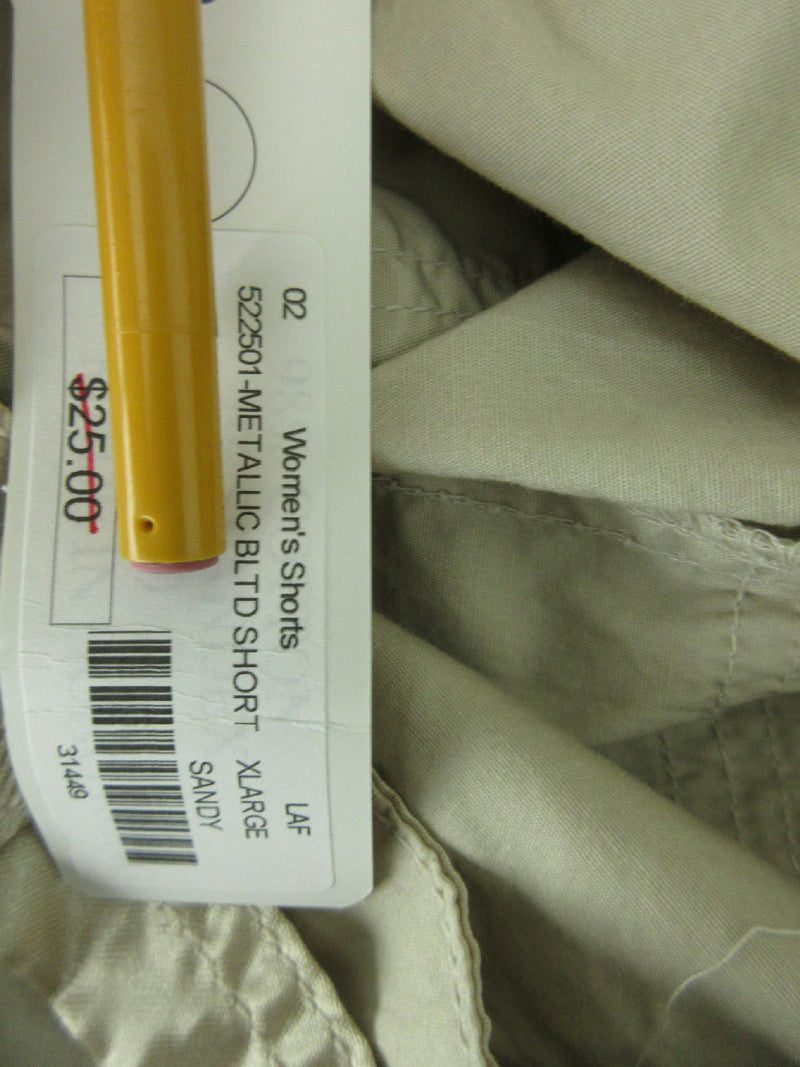 02 Women's Shorts LAF
522501-METALLIC BLTD SHORT XLARGE
SANDY
$25.00
31449